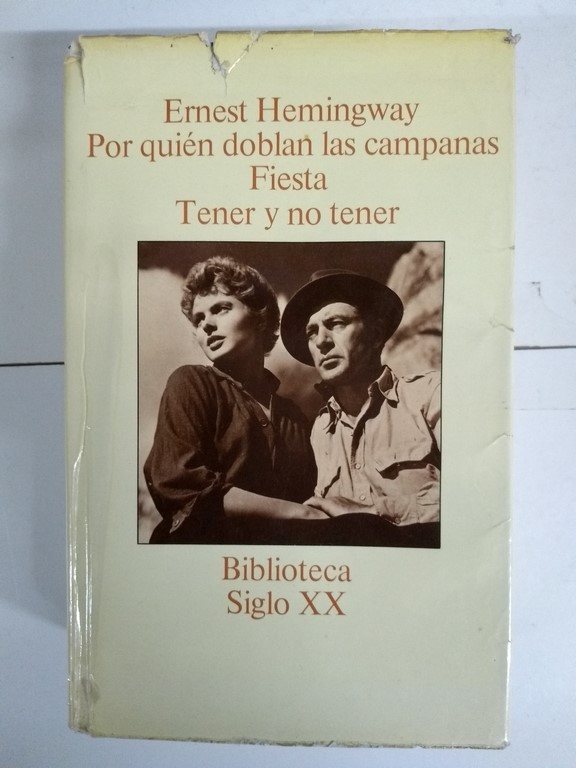 Ernest Hemingway
Por quién doblan las campanas
Fiesta
Tener y no tener
Biblioteca
Siglo XX